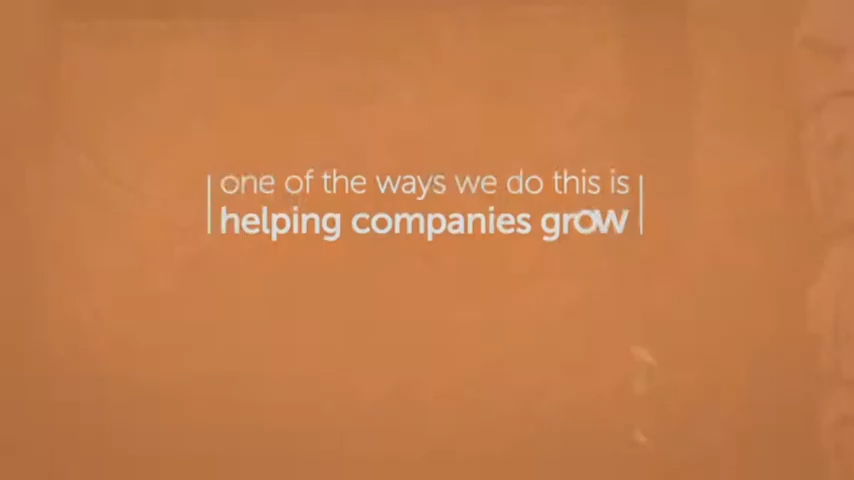 one of the ways we do this is
helping companies grow